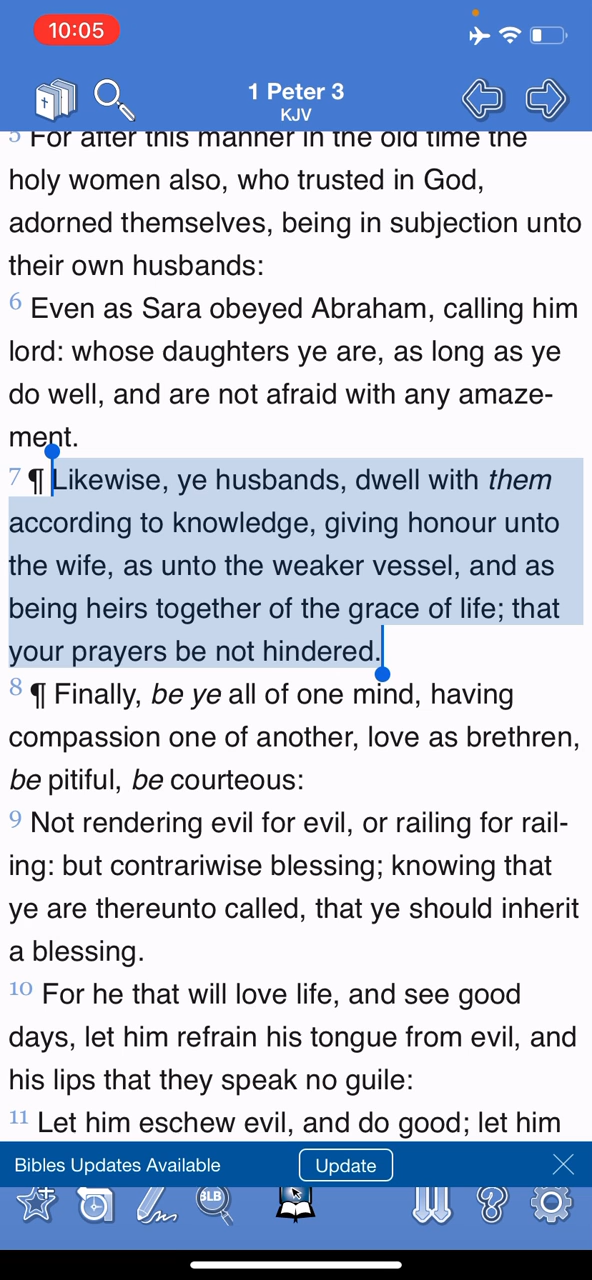 10:05
1 Peter 3
KJV
5 For after this manner in the old time the
holy women also, who trusted in God,
adorned themselves, being in subjection unto
their own husbands:
6 Even as Sara obeyed Abraham, calling him
lord: whose daughters ye are, as long as ye
do well, and are not afraid with any amaze-
ment.
7 ¶ Likewise, ye husbands, dwell with them
according to knowledge, giving honour unto
the wife, as unto the weaker vessel, and as
being heirs together of the grace of life; that
your prayers be not hindered.
8 ¶ Finally, be ye all of one mind, having
compassion one of another, love as brethren,
be pitiful, be courteous:
9 Not rendering evil for evil, or railing for rail-
ing: but contrariwise blessing; knowing that
ye are thereunto called, that ye should inherit
a blessing.
10 For he that will love life, and see good
days, let him refrain his tongue from evil, and
his lips that they speak no guile:
11 Let him eschew evil, and do good; let him
Bibles Updates Available
Update
BLB